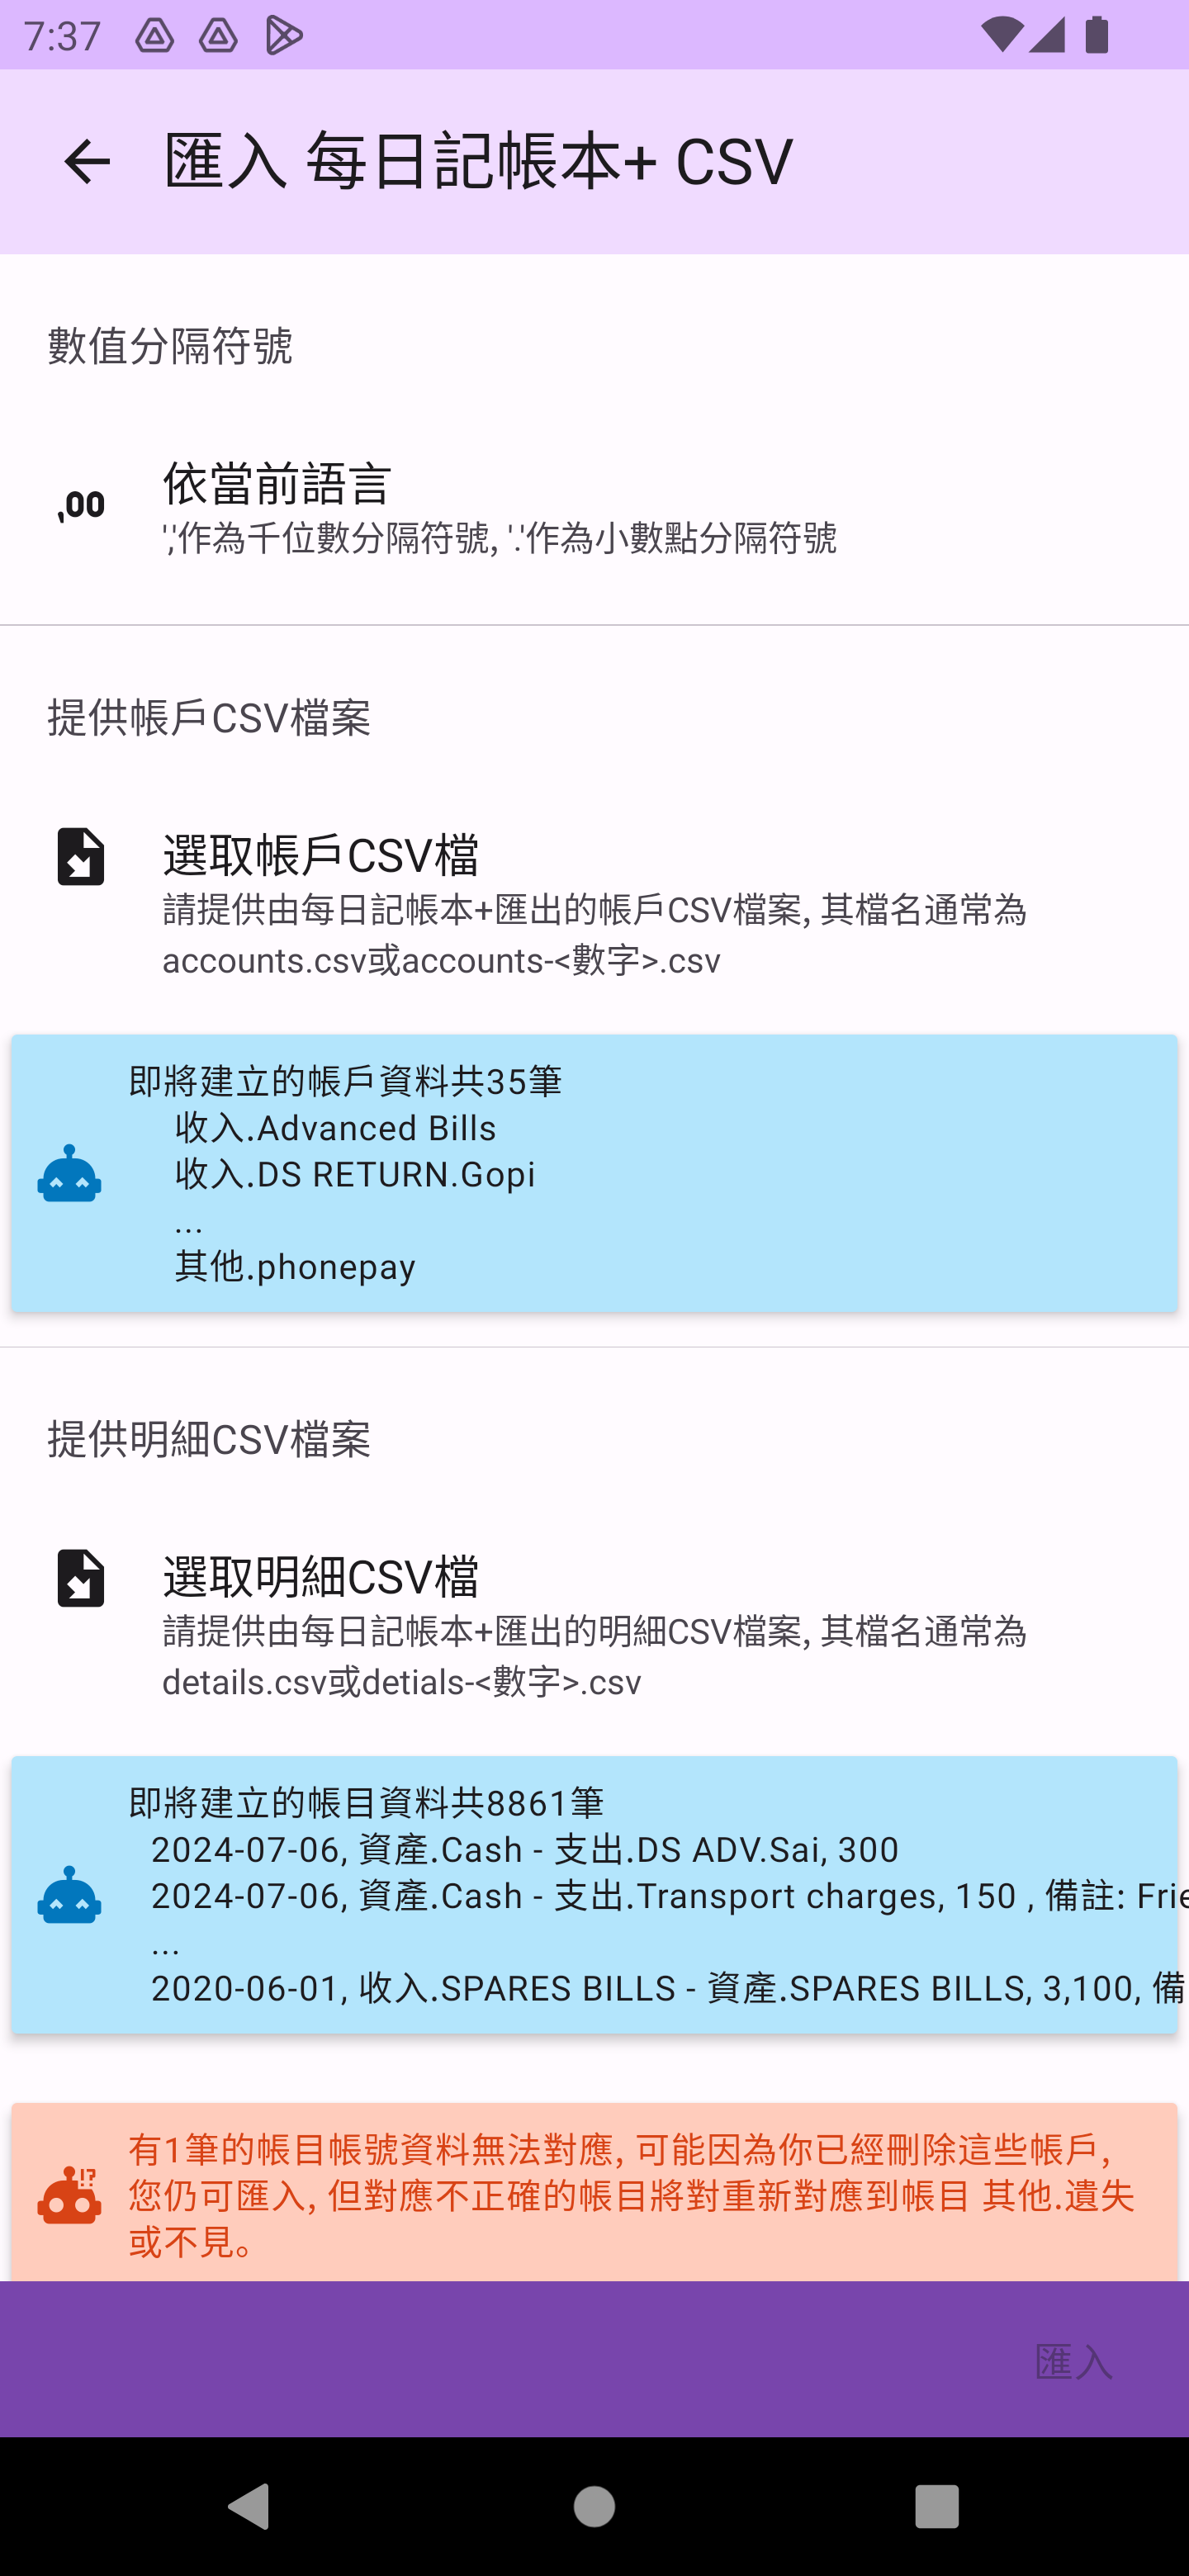 7:37
匯入 每日記帳本+ CSV
數值分隔符號
,00
依當前語言
','作為千位數分隔符號, '.'作為小數點分隔符號
提供帳戶CSV檔案
選取帳戶CSV檔
請提供由每日記帳本+匯出的帳戶CSV檔案, 其檔名通常為
accounts.csv或accounts-<數字>.csv
即將建立的帳戶資料共35筆
收入.Advanced Bills
收入.DS RETURN.Gopi
...
其他.phonepay
提供明細CSV檔案
選取明細CSV檔
請提供由每日記帳本+匯出的明細CSV檔案, 其檔名通常為
details.csv或detials-<數字>.csv
即將建立的帳目資料共8861筆
2024-07-06, 資產.Cash - 支出.DS ADV.Sai, 300
2024-07-06, 資產.Cash - 支出.Transport charges, 150 , 備註: Frie
...
2020-06-01, 收入.SPARES BILLS - 資產.SPARES BILLS, 3,100, 備
!?
有1筆的帳目帳號資料無法對應, 可能因為你已經刪除這些帳戶,
您仍可匯入, 但對應不正確的帳目將對重新對應到帳目 其他.遺失
或不見。
匯入